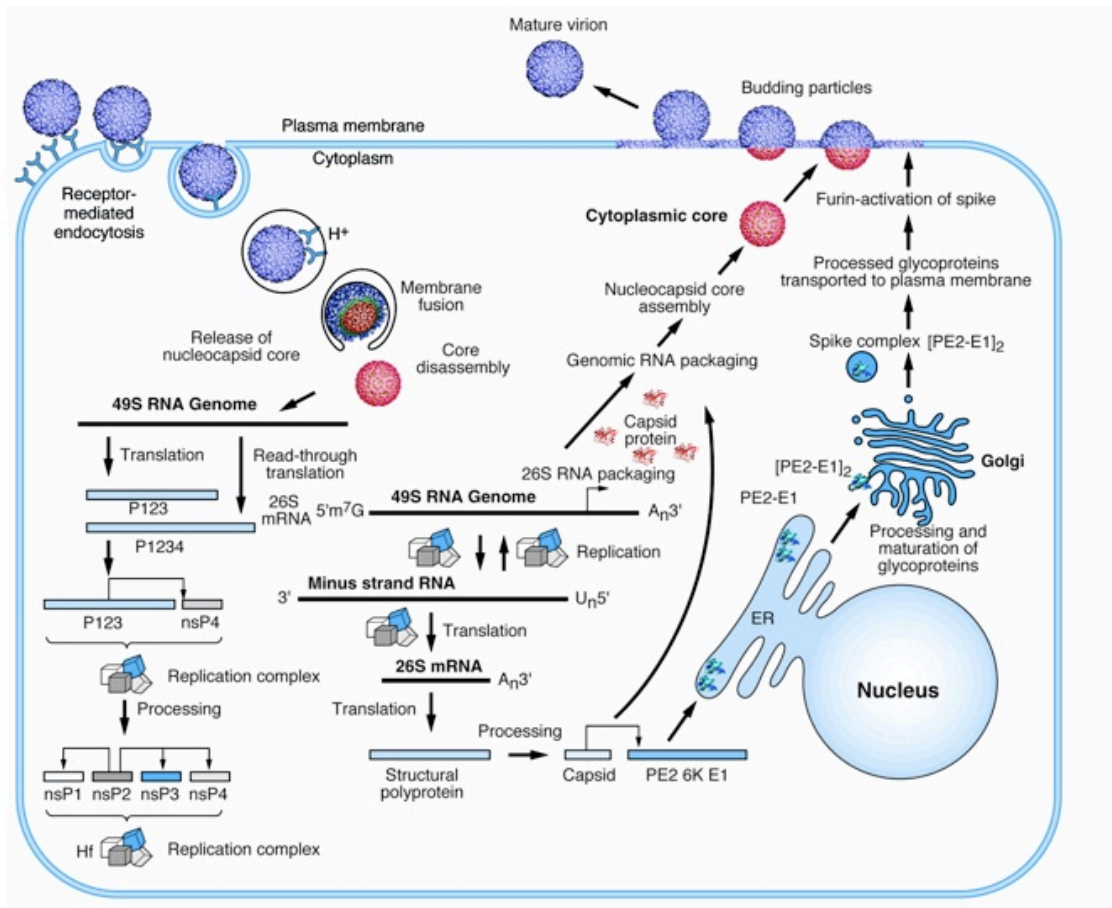 Mature virion
Budding particles
Plasma membrane
Cytoplasm
Receptor-
mediated
endocytosis
H+
Membrane
fusion
Release of
nucleocapsid core
Core
disassembly
49S RNA Genome
Translation
Read-through
translation
P123
P1234
P123
nsP4
Replication complex
Processing
nsP1
nsP2
nsP3
nsP4
Hf
Replication complex
26S
mRNA
5'm7G
49S RNA Genome
An3'
26S RNA packaging
Replication
3'
Minus strand RNA
Un5'
Translation
26S mRNA
An3'
Translation
Structural
polyprotein
Processing
Capsid
PE2 6K E1
Capsid
protein
Genomic RNA packaging
Nucleocapsid core
assembly
Cytoplasmic core
ER
Nucleus
PE2-E1
[PE2-E1]2
Golgi
Processing and
maturation of
glycoproteins
Spike complex [PE2-E1]2
Processed glycoproteins
transported to plasma membrane
Furin-activation of spike